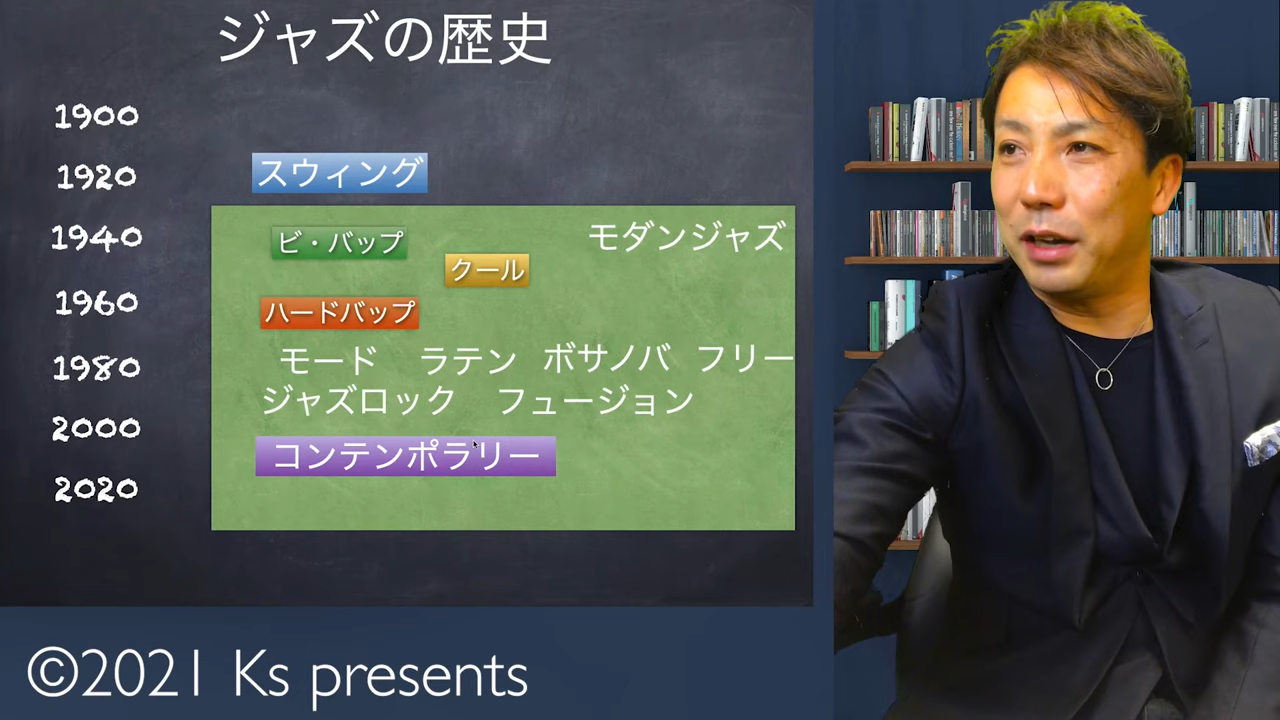 ジャズの歴史
1900
1920
スウィング
1940
ビ・バップ
モダンジャズ
クール
1960
ハードバップ
モード ラテン ボサノバ フリー
1980
ジャズロック フュージョン
2000
コンテンポラリー
2020
©2021 Ks presents